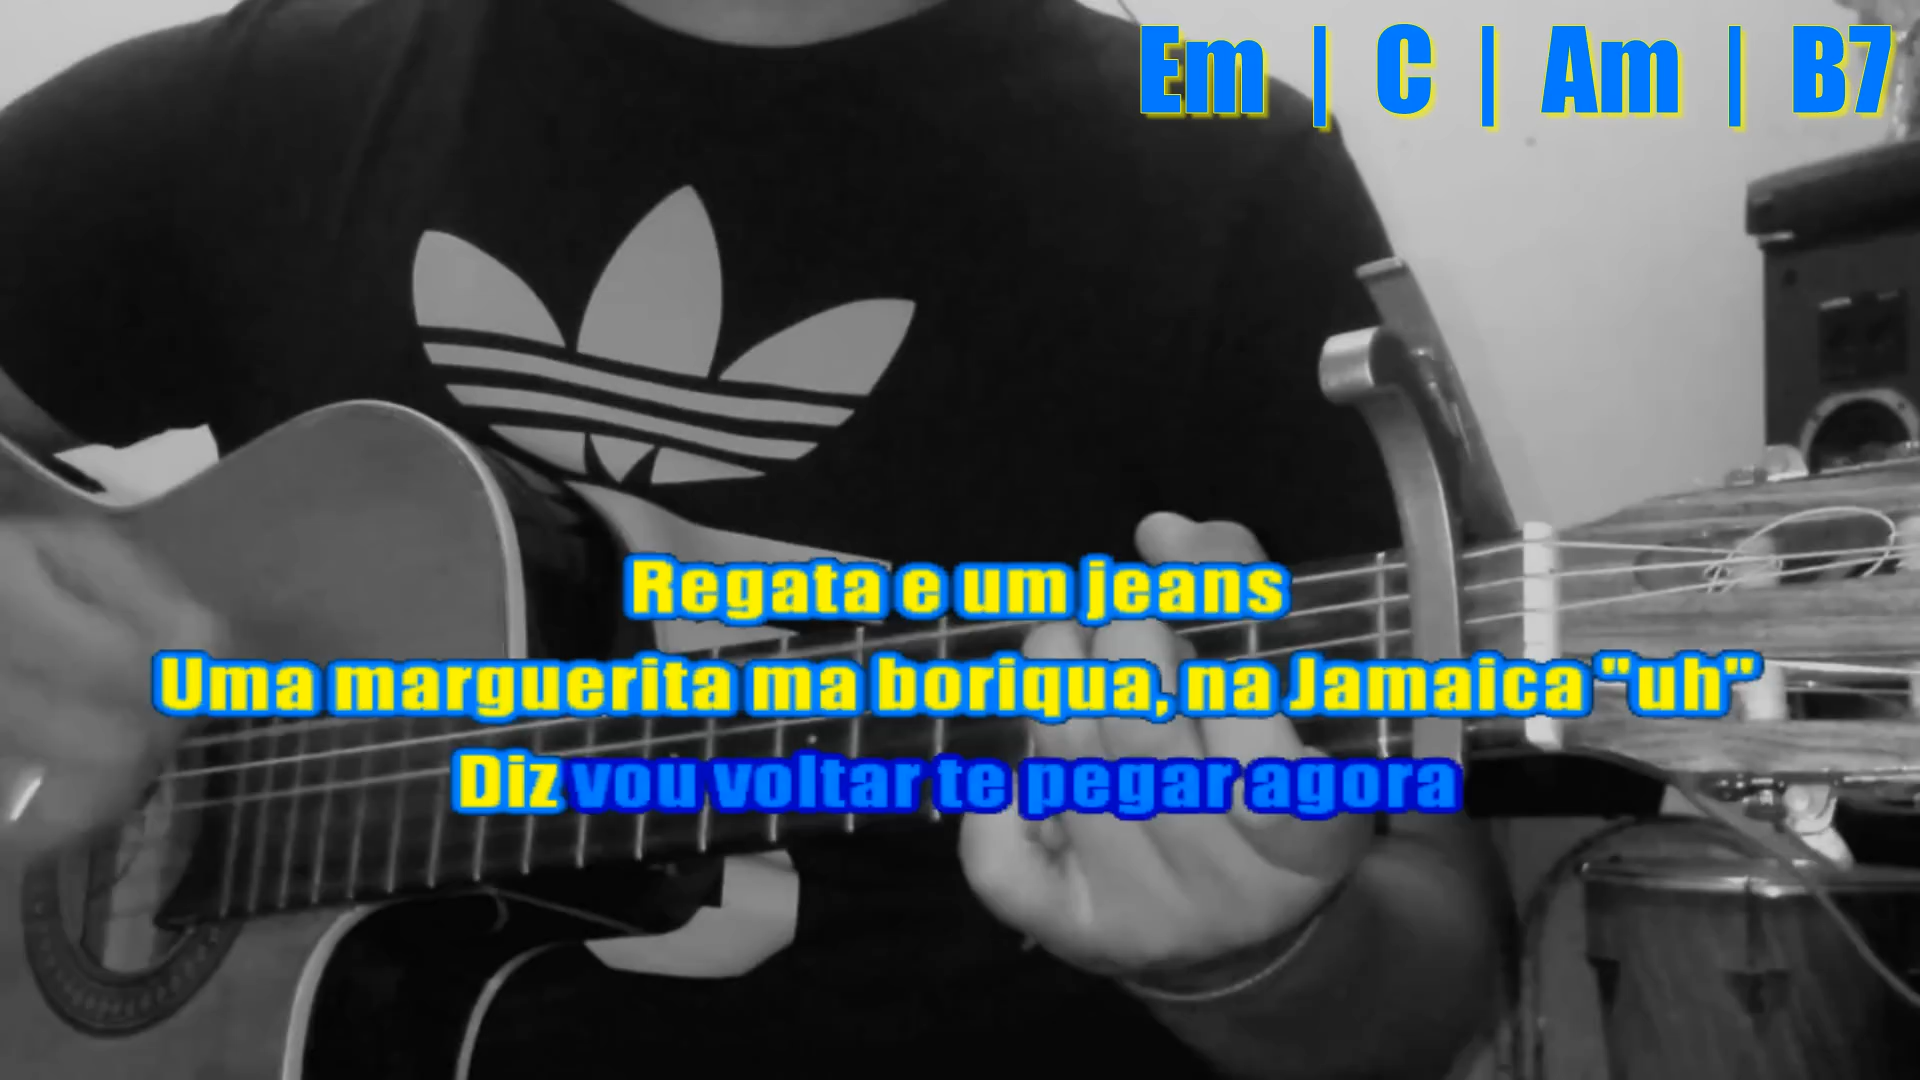 Em | C | Am | B7
Regata e um jeans
Uma marguerita ma boriqua, na Jamaica "uh"
Diz vou voltar te pegar agora